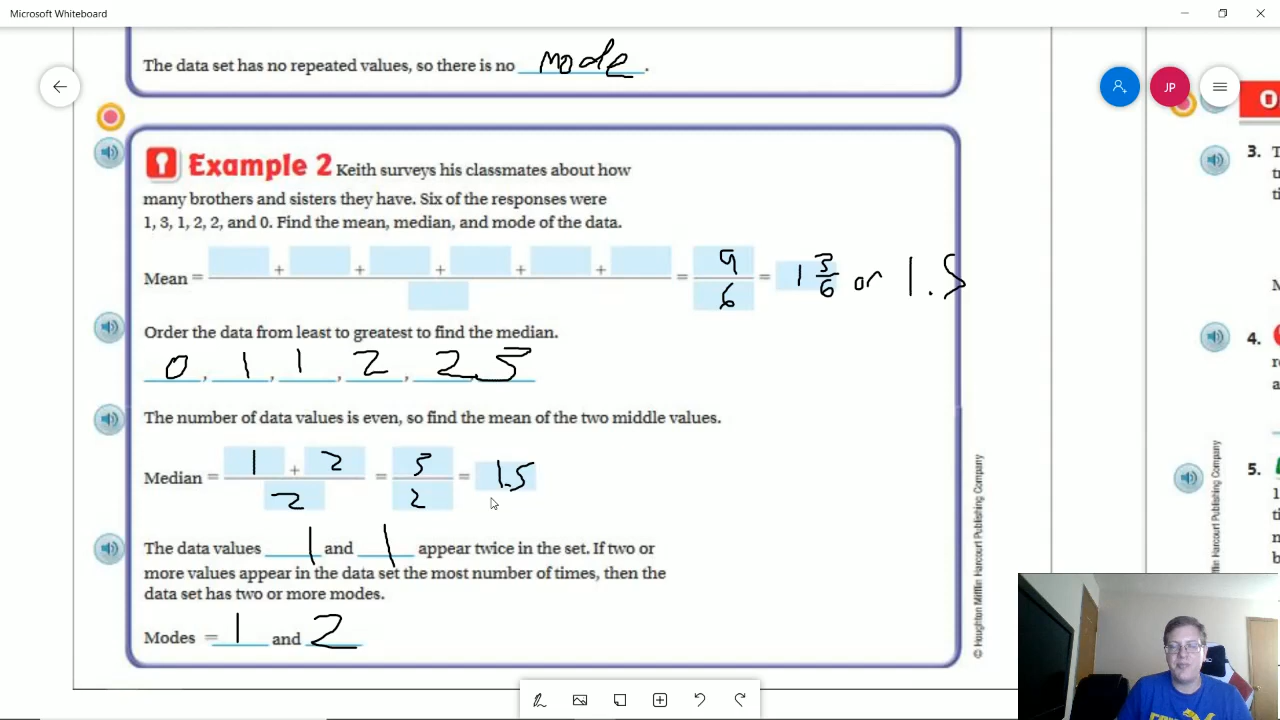 Microsoft Whiteboard
The data set has no repeated values, so there is no mode.
JP
Example 2 Keith surveys his classmates about how
many brothers and sisters they have. Six of the responses were
1, 3, 1, 2, 2, and 0. Find the mean, median, and mode of the data.
Mean = + + + + + = 9/6 = 1 3/6 or 1.5
Order the data from least to greatest to find the median.
0, 1, 1, 2, 2, 3
The number of data values is even, so find the mean of the two middle values.
Median = 1 + 2 / 2 = 3/2 = 1.5
The data values 1 and 1 appear twice in the set. If two or
more values appear in the data set the most number of times, then the
data set has two or more modes.
Modes = 1 and 2
© Houghton Mifflin Harcourt Publishing Company
3.
4.
5.
Houghton Mifflin Harcourt Publishing Company